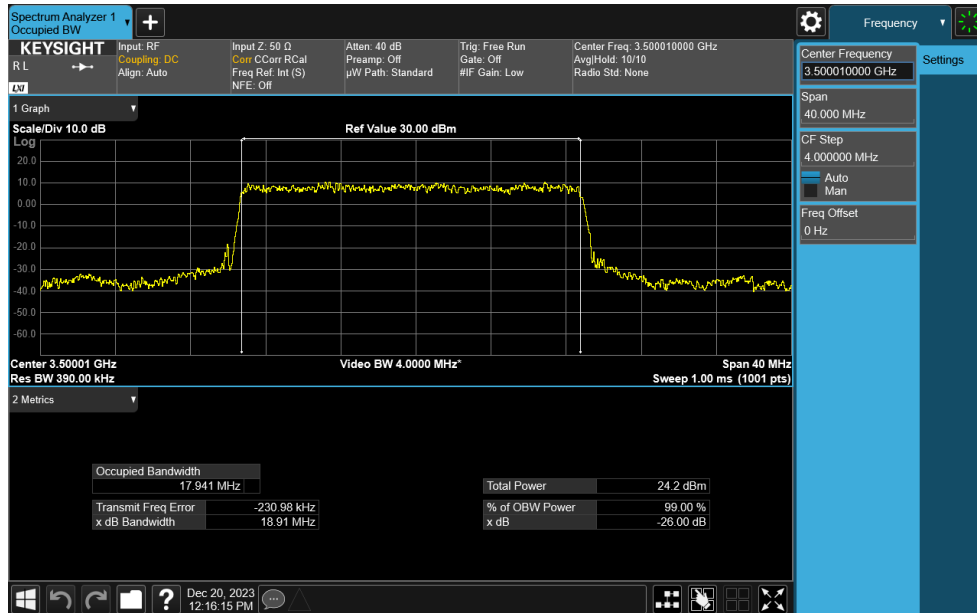 Spectrum Analyzer 1
Occupied BW
Frequency
KEYSIGHT
R L
LXI
Input: RF
Coupling: DC
Align: Auto
Input Z: 50 Ω
Corr CCorr RCal
Freq Ref: Int (S)
NFE: Off
Atten: 40 dB
Preamp: Off
µW Path: Standard
Trig: Free Run
Gate: Off
#IF Gain: Low
Center Freq: 3.500010000 GHz
Avg|Hold: 10/10
Radio Std: None
Center Frequency
3.500010000 GHz
Settings
Span
40.000 MHz
CF Step
4.000000 MHz
Auto
Man
Freq Offset
0 Hz
1 Graph
Scale/Div 10.0 dB
Ref Value 30.00 dBm
Log
20.0
10.0
0.00
-10.0
-20.0
-30.0
-40.0
-50.0
-60.0
Center 3.50001 GHz
Video BW 4.0000 MHz*
Span 40 MHz
Res BW 390.00 kHz
Sweep 1.00 ms (1001 pts)
2 Metrics
Occupied Bandwidth
17.941 MHz
Total Power 24.2 dBm
Transmit Freq Error -230.98 kHz
% of OBW Power 99.00 %
x dB Bandwidth 18.91 MHz
x dB -26.00 dB
?
Dec 20, 2023
12:16:15 PM